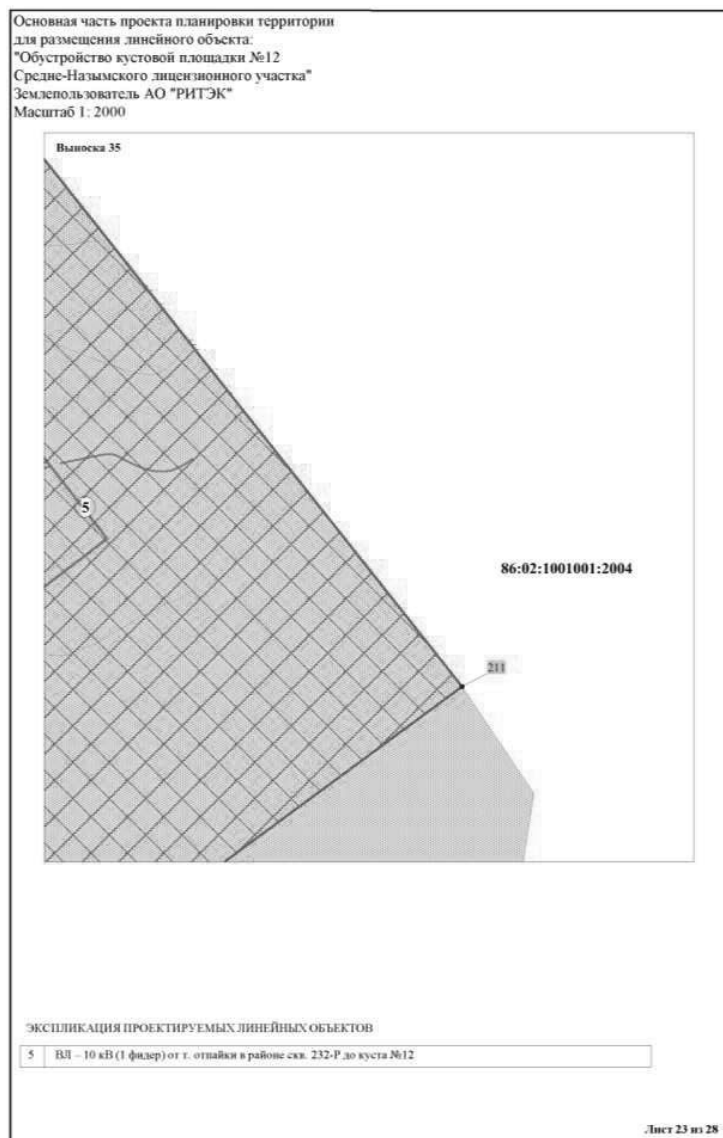 Основная часть проекта планировки территории
для размещения линейного объекта:
"Обустройство кустовой площадки №12
Средне-Назымского лицензионного участка"
Землепользователь АО "РИТЭК"
Масштаб 1: 2000
Выноска 35
5
86:02:1001001:2004
211
ЭКСПЛИКАЦИЯ ПРОЕКТИРУЕМЫХ ЛИНЕЙНЫХ ОБЪЕКТОВ
5 ВЛ – 10 кВ (1 фидер) от т. отпайки в районе скв. 232-Р до куста №12
Лист 23 из 28